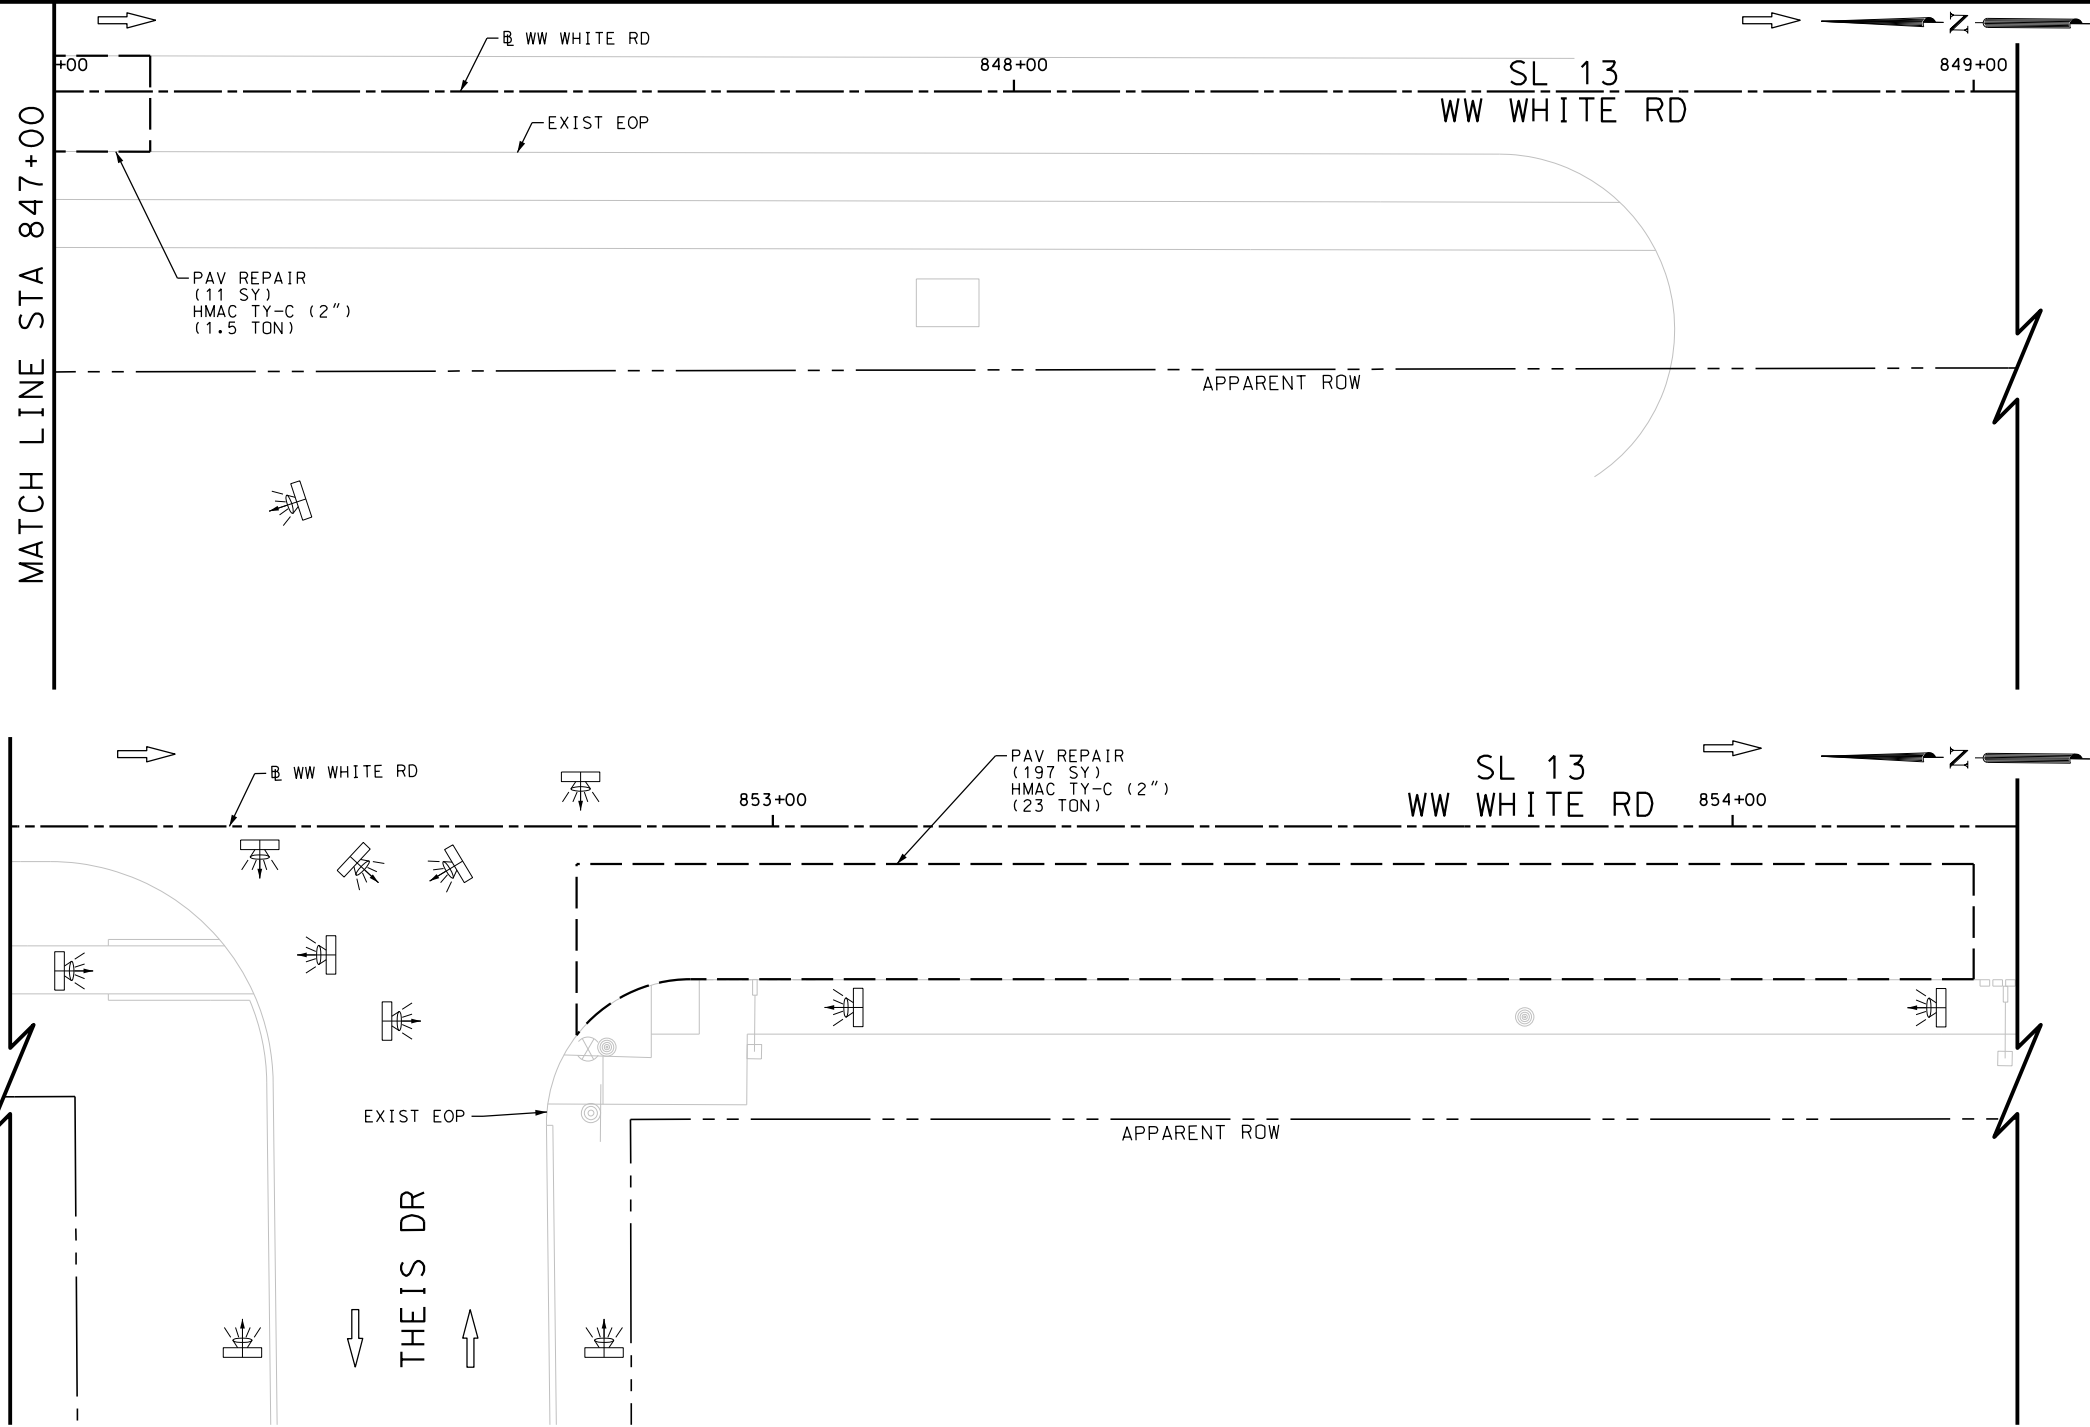 N
℄ WW WHITE RD
+00
848+00
849+00
SL 13
WW WHITE RD
EXIST EOP
MATCH LINE STA 847+00
PAV REPAIR
(11 SY)
HMAC TY-C (2")
(1.5 TON)
APPARENT ROW
N
℄ WW WHITE RD
PAV REPAIR
(197 SY)
HMAC TY-C (2")
(23 TON)
SL 13
WW WHITE RD
853+00
854+00
EXIST EOP
APPARENT ROW
THEIS DR